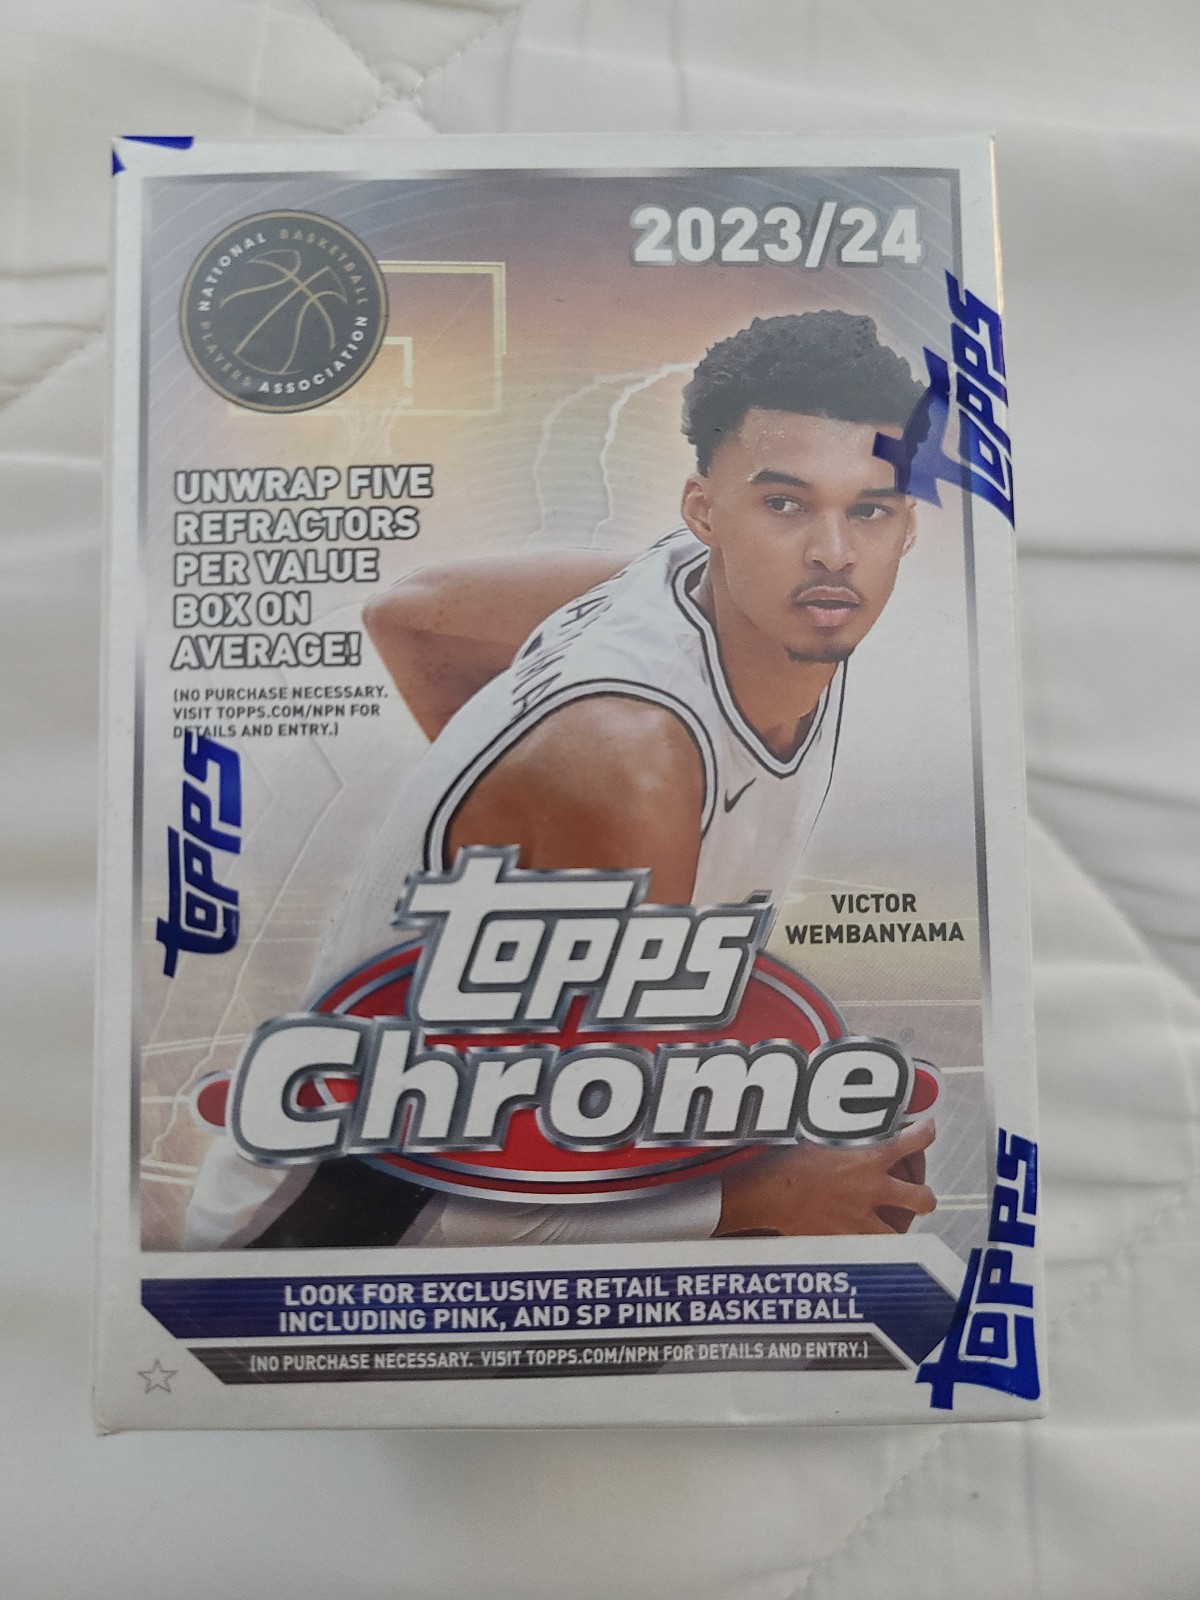 2023/24
NATIONAL BASKETBALL PLAYERS ASSOCIATION
UNWRAP FIVE
REFRACTORS
PER VALUE
BOX ON
AVERAGE!
(NO PURCHASE NECESSARY.
VISIT TOPPS.COM/NPN FOR
DETAILS AND ENTRY.)
Topps
Topps
VICTOR
WEMBANYAMA
Topps
Chrome
®
LOOK FOR EXCLUSIVE RETAIL REFRACTORS,
INCLUDING PINK, AND SP PINK BASKETBALL
(NO PURCHASE NECESSARY. VISIT TOPPS.COM/NPN FOR DETAILS AND ENTRY.)
Topps